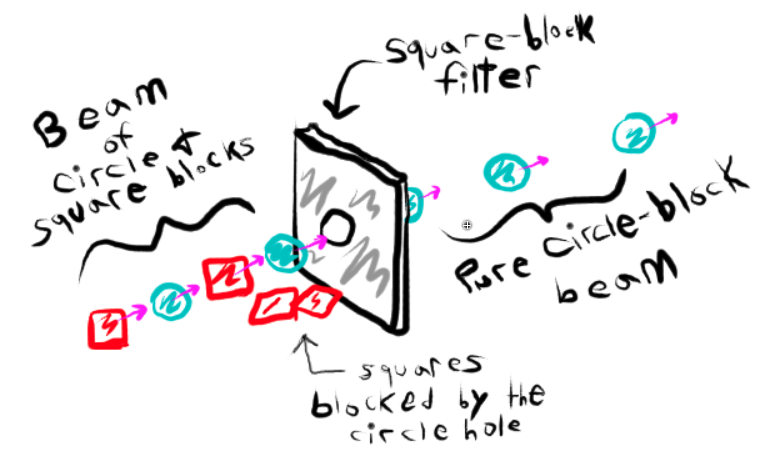 square-block
filter
Beam
of
circle &
square blocks
Pure circle-block
beam
squares
blocked by the
circle hole